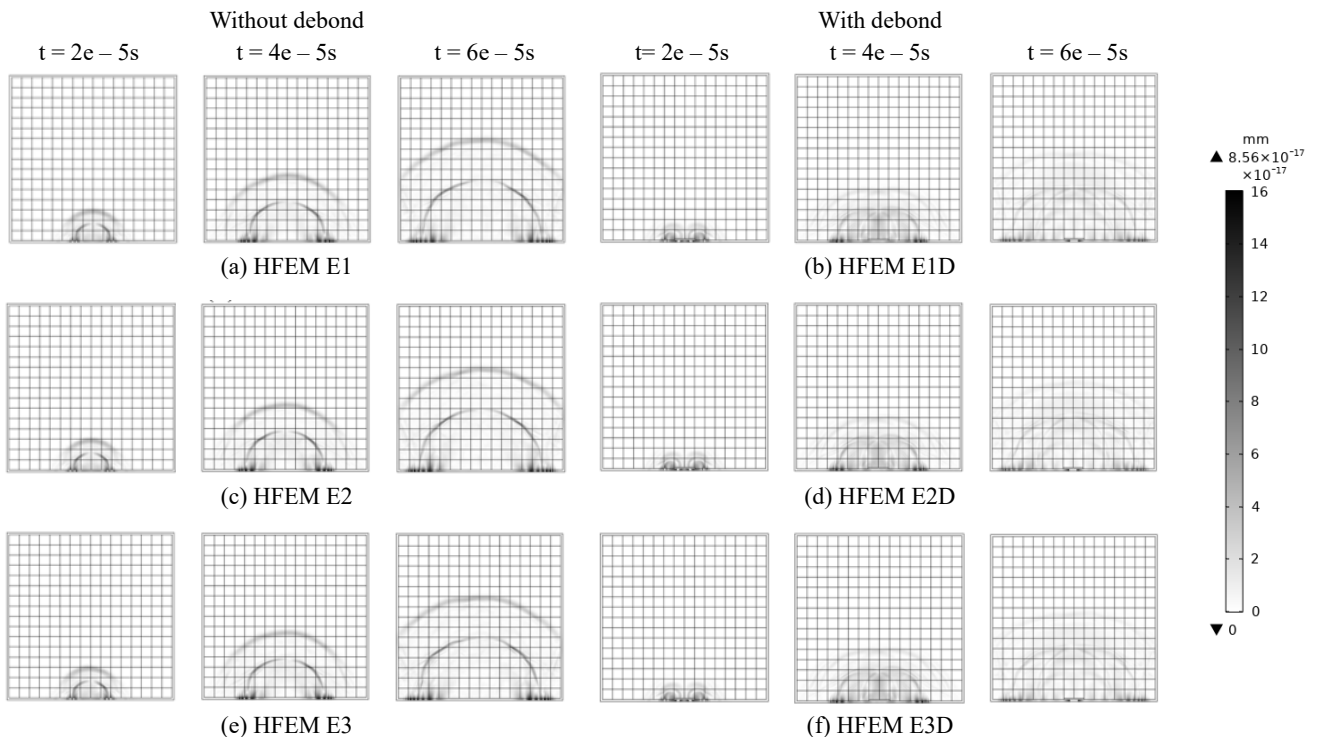 Without debond
With debond
t = 2e – 5s
t = 4e – 5s
t = 6e – 5s
t = 2e – 5s
t = 4e – 5s
t = 6e – 5s
(a) HFEM E1
(b) HFEM E1D
(c) HFEM E2
(d) HFEM E2D
(e) HFEM E3
(f) HFEM E3D
mm
▲ 8.56×10⁻¹⁷
×10⁻¹⁷
16
14
12
10
8
6
4
2
0
▼ 0